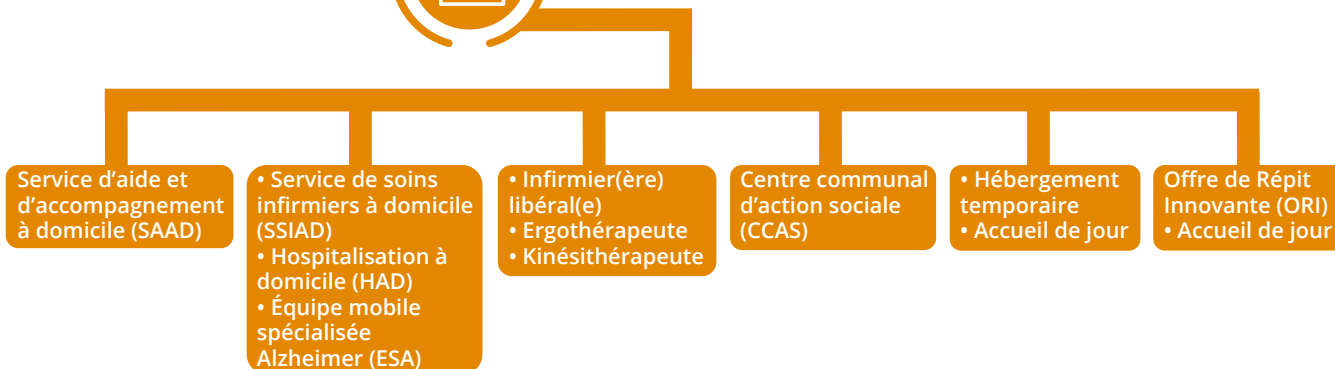 Service d’aide et
d’accompagnement
à domicile (SAAD)
• Service de soins
infirmiers à domicile
(SSIAD)
• Hospitalisation à
domicile (HAD)
• Équipe mobile
spécialisée
Alzheimer (ESA)
• Infirmier(ère)
libéral(e)
• Ergothérapeute
• Kinésithérapeute
Centre communal
d’action sociale
(CCAS)
• Hébergement
temporaire
• Accueil de jour
Offre de Répit
Innovante (ORI)
• Accueil de jour